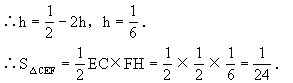 ∴h = 1/2 − 2h, h = 1/6.
∴S△CEF = 1/2 EC×FH = 1/2 × 1/2 × 1/6 = 1/24.